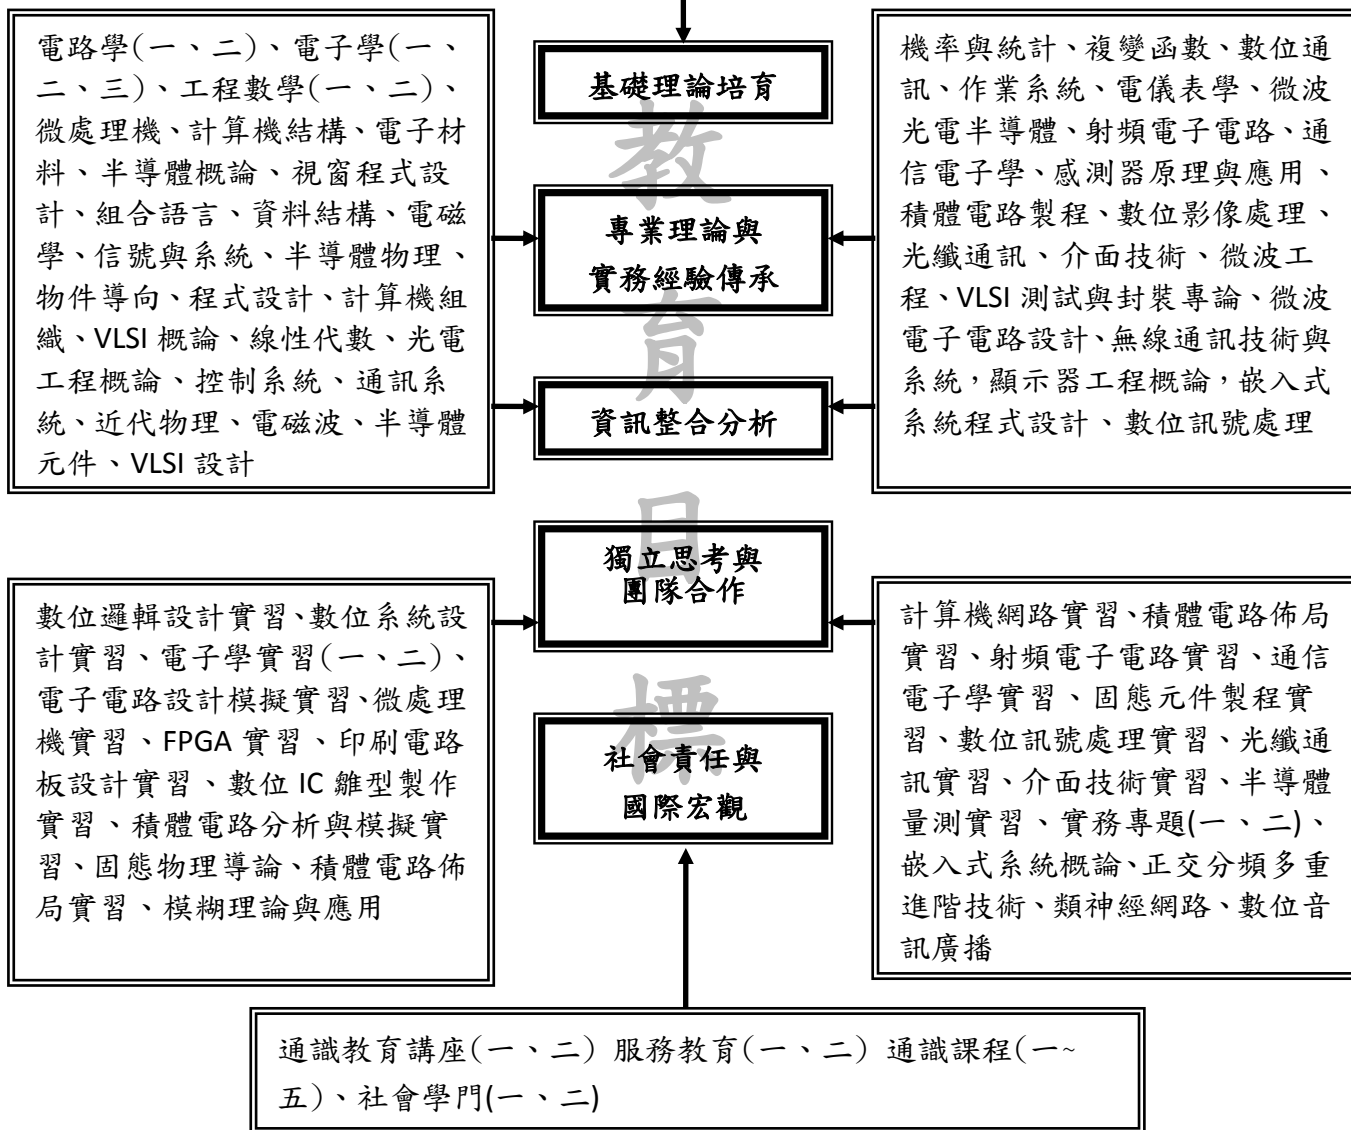 電路學(一、二)、電子學(一、
二、三)、工程數學(一、二)、
微處理機、計算機結構、電子材
料、半導體概論、視窗程式設
計、組合語言、資料結構、電磁
學、信號與系統、半導體物理、
物件導向、程式設計、計算機組
織、VLSI 概論、線性代數、光電
工程概論、控制系統、通訊系
統、近代物理、電磁波、半導體
元件、VLSI 設計
基礎理論培育
專業理論與
實務經驗傳承
資訊整合分析
機率與統計、複變函數、數位通
訊、作業系統、電儀表學、微波
光電半導體、射頻電子電路、通
信電子學、感測器原理與應用、
積體電路製程、數位影像處理、
光纖通訊、介面技術、微波工
程、VLSI 測試與封裝專論、微波
電子電路設計、無線通訊技術與
系統，顯示器工程概論，嵌入式
系統程式設計、數位訊號處理
教
育
目
標
數位邏輯設計實習、數位系統設
計實習、電子學實習(一、二)、
電子電路設計模擬實習、微處理
機實習、FPGA 實習、印刷電路
板設計實習、數位 IC 雛型製作
實習、積體電路分析與模擬實
習、固態物理導論、積體電路佈
局實習、模糊理論與應用
獨立思考與
團隊合作
社會責任與
國際宏觀
計算機網路實習、積體電路佈局
實習、射頻電子電路實習、通信
電子學實習、固態元件製程實
習、數位訊號處理實習、光纖通
訊實習、介面技術實習、半導體
量測實習、實務專題(一、二)、
嵌入式系統概論、正交分頻多重
進階技術、類神經網路、數位音
訊廣播
通識教育講座(一、二) 服務教育(一、二) 通識課程(一~
五)、社會學門(一、二)